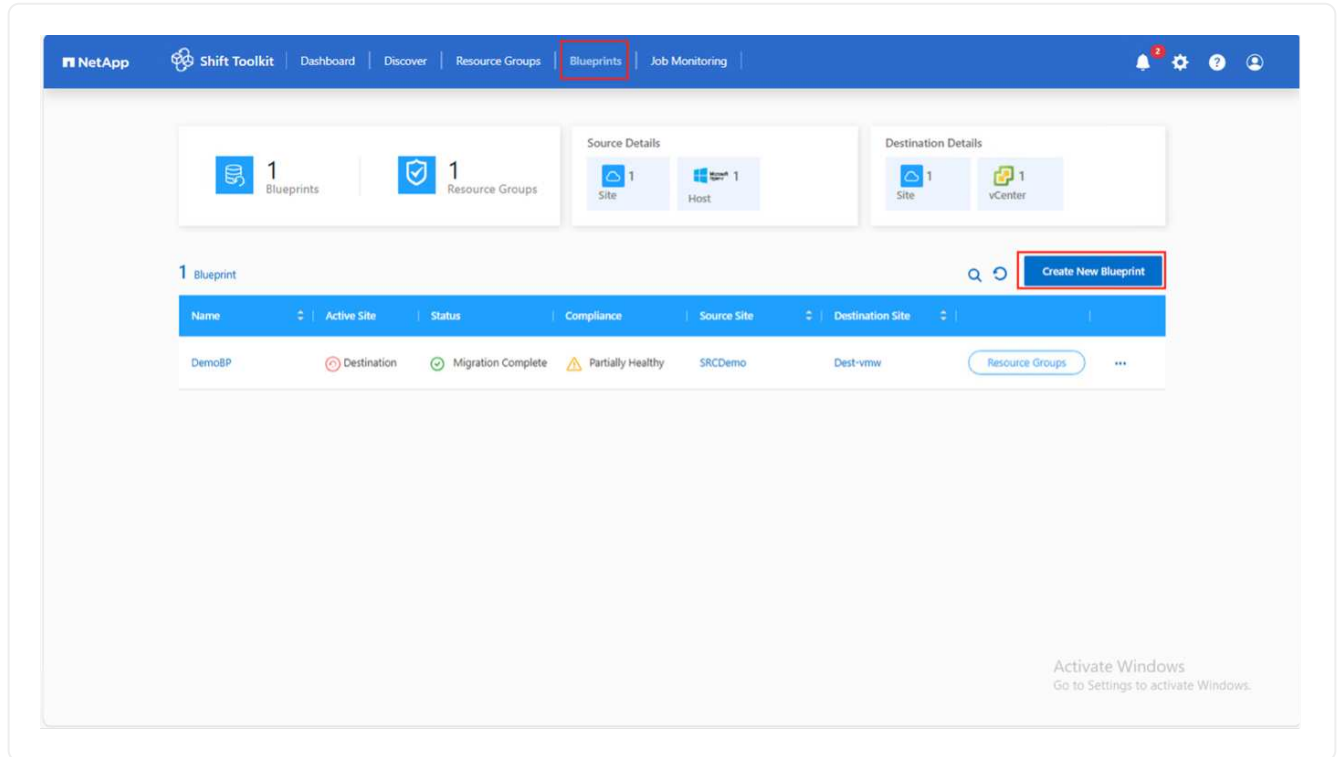 NetApp
Shift Toolkit
Dashboard
Discover
Resource Groups
Blueprints
Job Monitoring
2
?
1
Blueprints
1
Resource Groups
Source Details
1
Site
1
Host
Destination Details
1
Site
1
vCenter
1 Blueprint
Create New Blueprint
Name
Active Site
Status
Compliance
Source Site
Destination Site
DemoBP
Destination
Migration Complete
Partially Healthy
SRCDemo
Dest-vmw
Resource Groups
...
Activate Windows
Go to Settings to activate Windows.